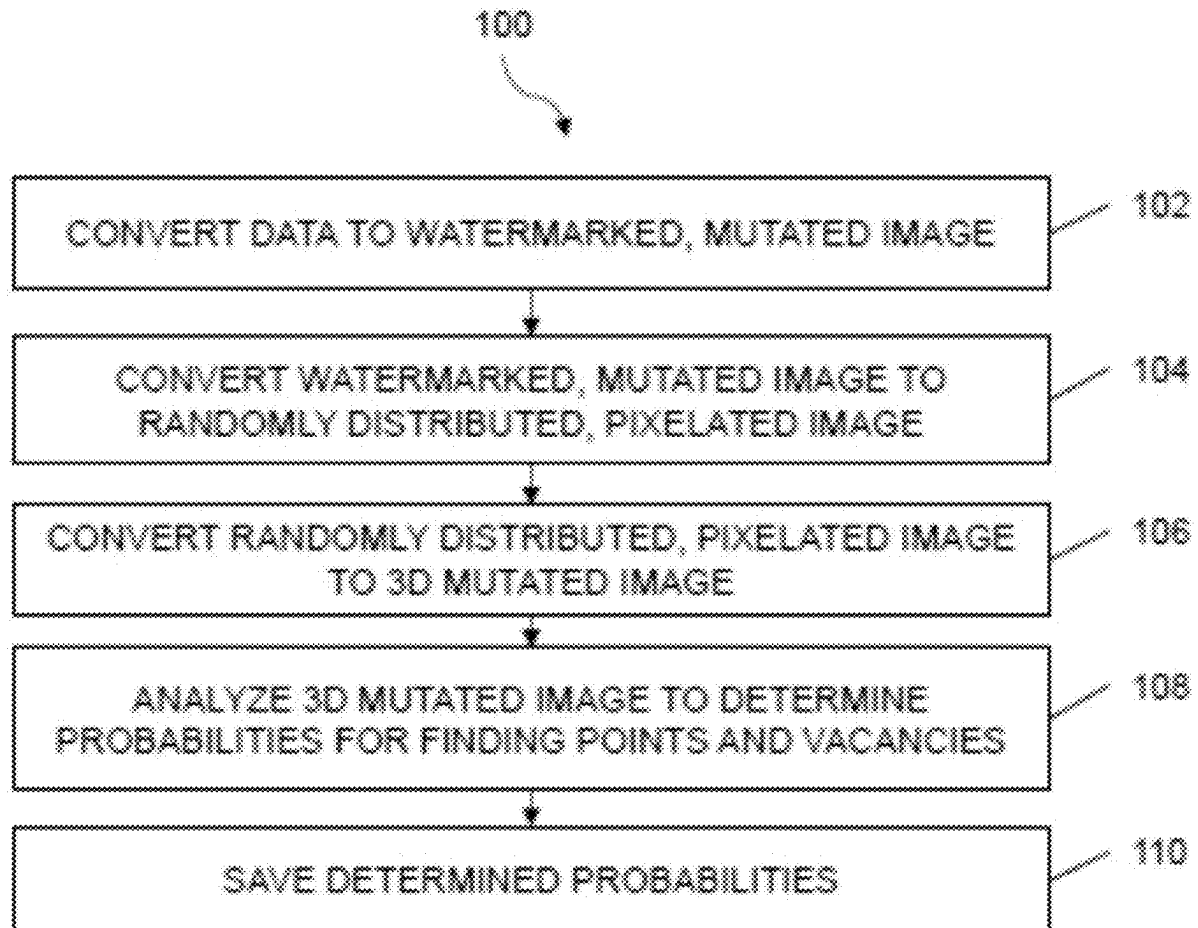 100
CONVERT DATA TO WATERMARKED, MUTATED IMAGE
102
CONVERT WATERMARKED, MUTATED IMAGE TO
RANDOMLY DISTRIBUTED, PIXELATED IMAGE
104
CONVERT RANDOMLY DISTRIBUTED, PIXELATED IMAGE
TO 3D MUTATED IMAGE
106
ANALYZE 3D MUTATED IMAGE TO DETERMINE
PROBABILITIES FOR FINDING POINTS AND VACANCIES
108
SAVE DETERMINED PROBABILITIES
110